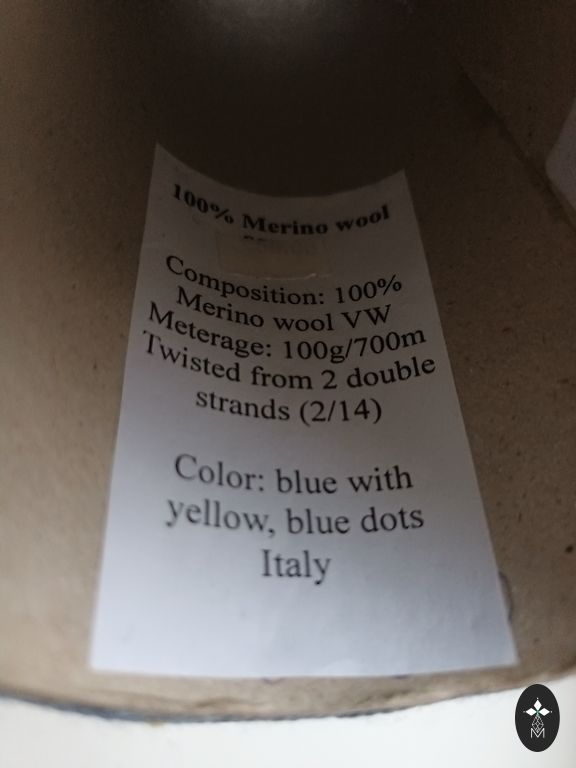 100% Merino wool
Composition: 100%
Merino wool VW
Meterage: 100g/700m
Twisted from 2 double
strands (2/14)
Color: blue with
yellow, blue dots
Italy
M